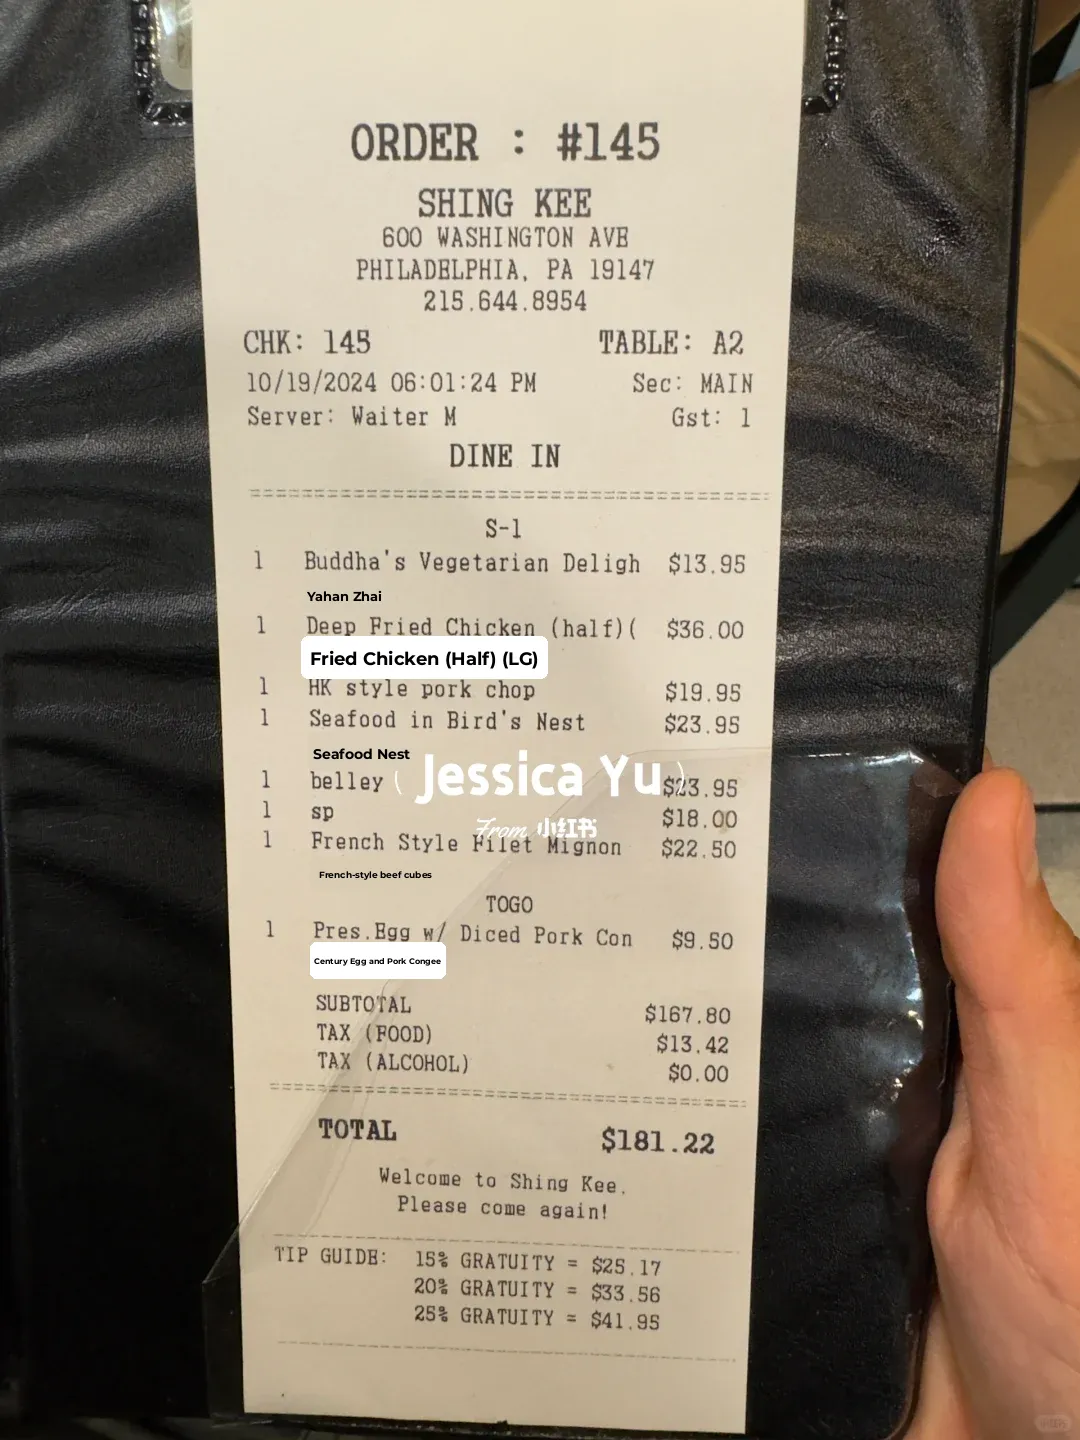 ORDER : #145
SHING KEE
600 WASHINGTON AVE
PHILADELPHIA, PA 19147
215.644.8954
CHK: 145 TABLE: A2
10/19/2024 06:01:24 PM Sec: MAIN
Server: Waiter M Gst: 1
DINE IN
S-1
1 Buddha's Vegetarian Deligh $13.95
Yahan Zhai
1 Deep Fried Chicken (half)( $36.00
Fried Chicken (Half) (LG)
1 HK style pork chop $19.95
1 Seafood in Bird's Nest $23.95
Seafood Nest
1 belley $23.95
(Jessica Yu)
1 sp $18.00
From 小红书
1 French Style Filet Mignon $22.50
French-style beef cubes
TOGO
1 Pres.Egg w/ Diced Pork Con $9.50
Century Egg and Pork Congee
SUBTOTAL $167.80
TAX (FOOD) $13.42
TAX (ALCOHOL) $0.00
TOTAL $181.22
Welcome to Shing Kee.
Please come again!
TIP GUIDE: 15% GRATUITY = $25.17
20% GRATUITY = $33.56
25% GRATUITY = $41.95